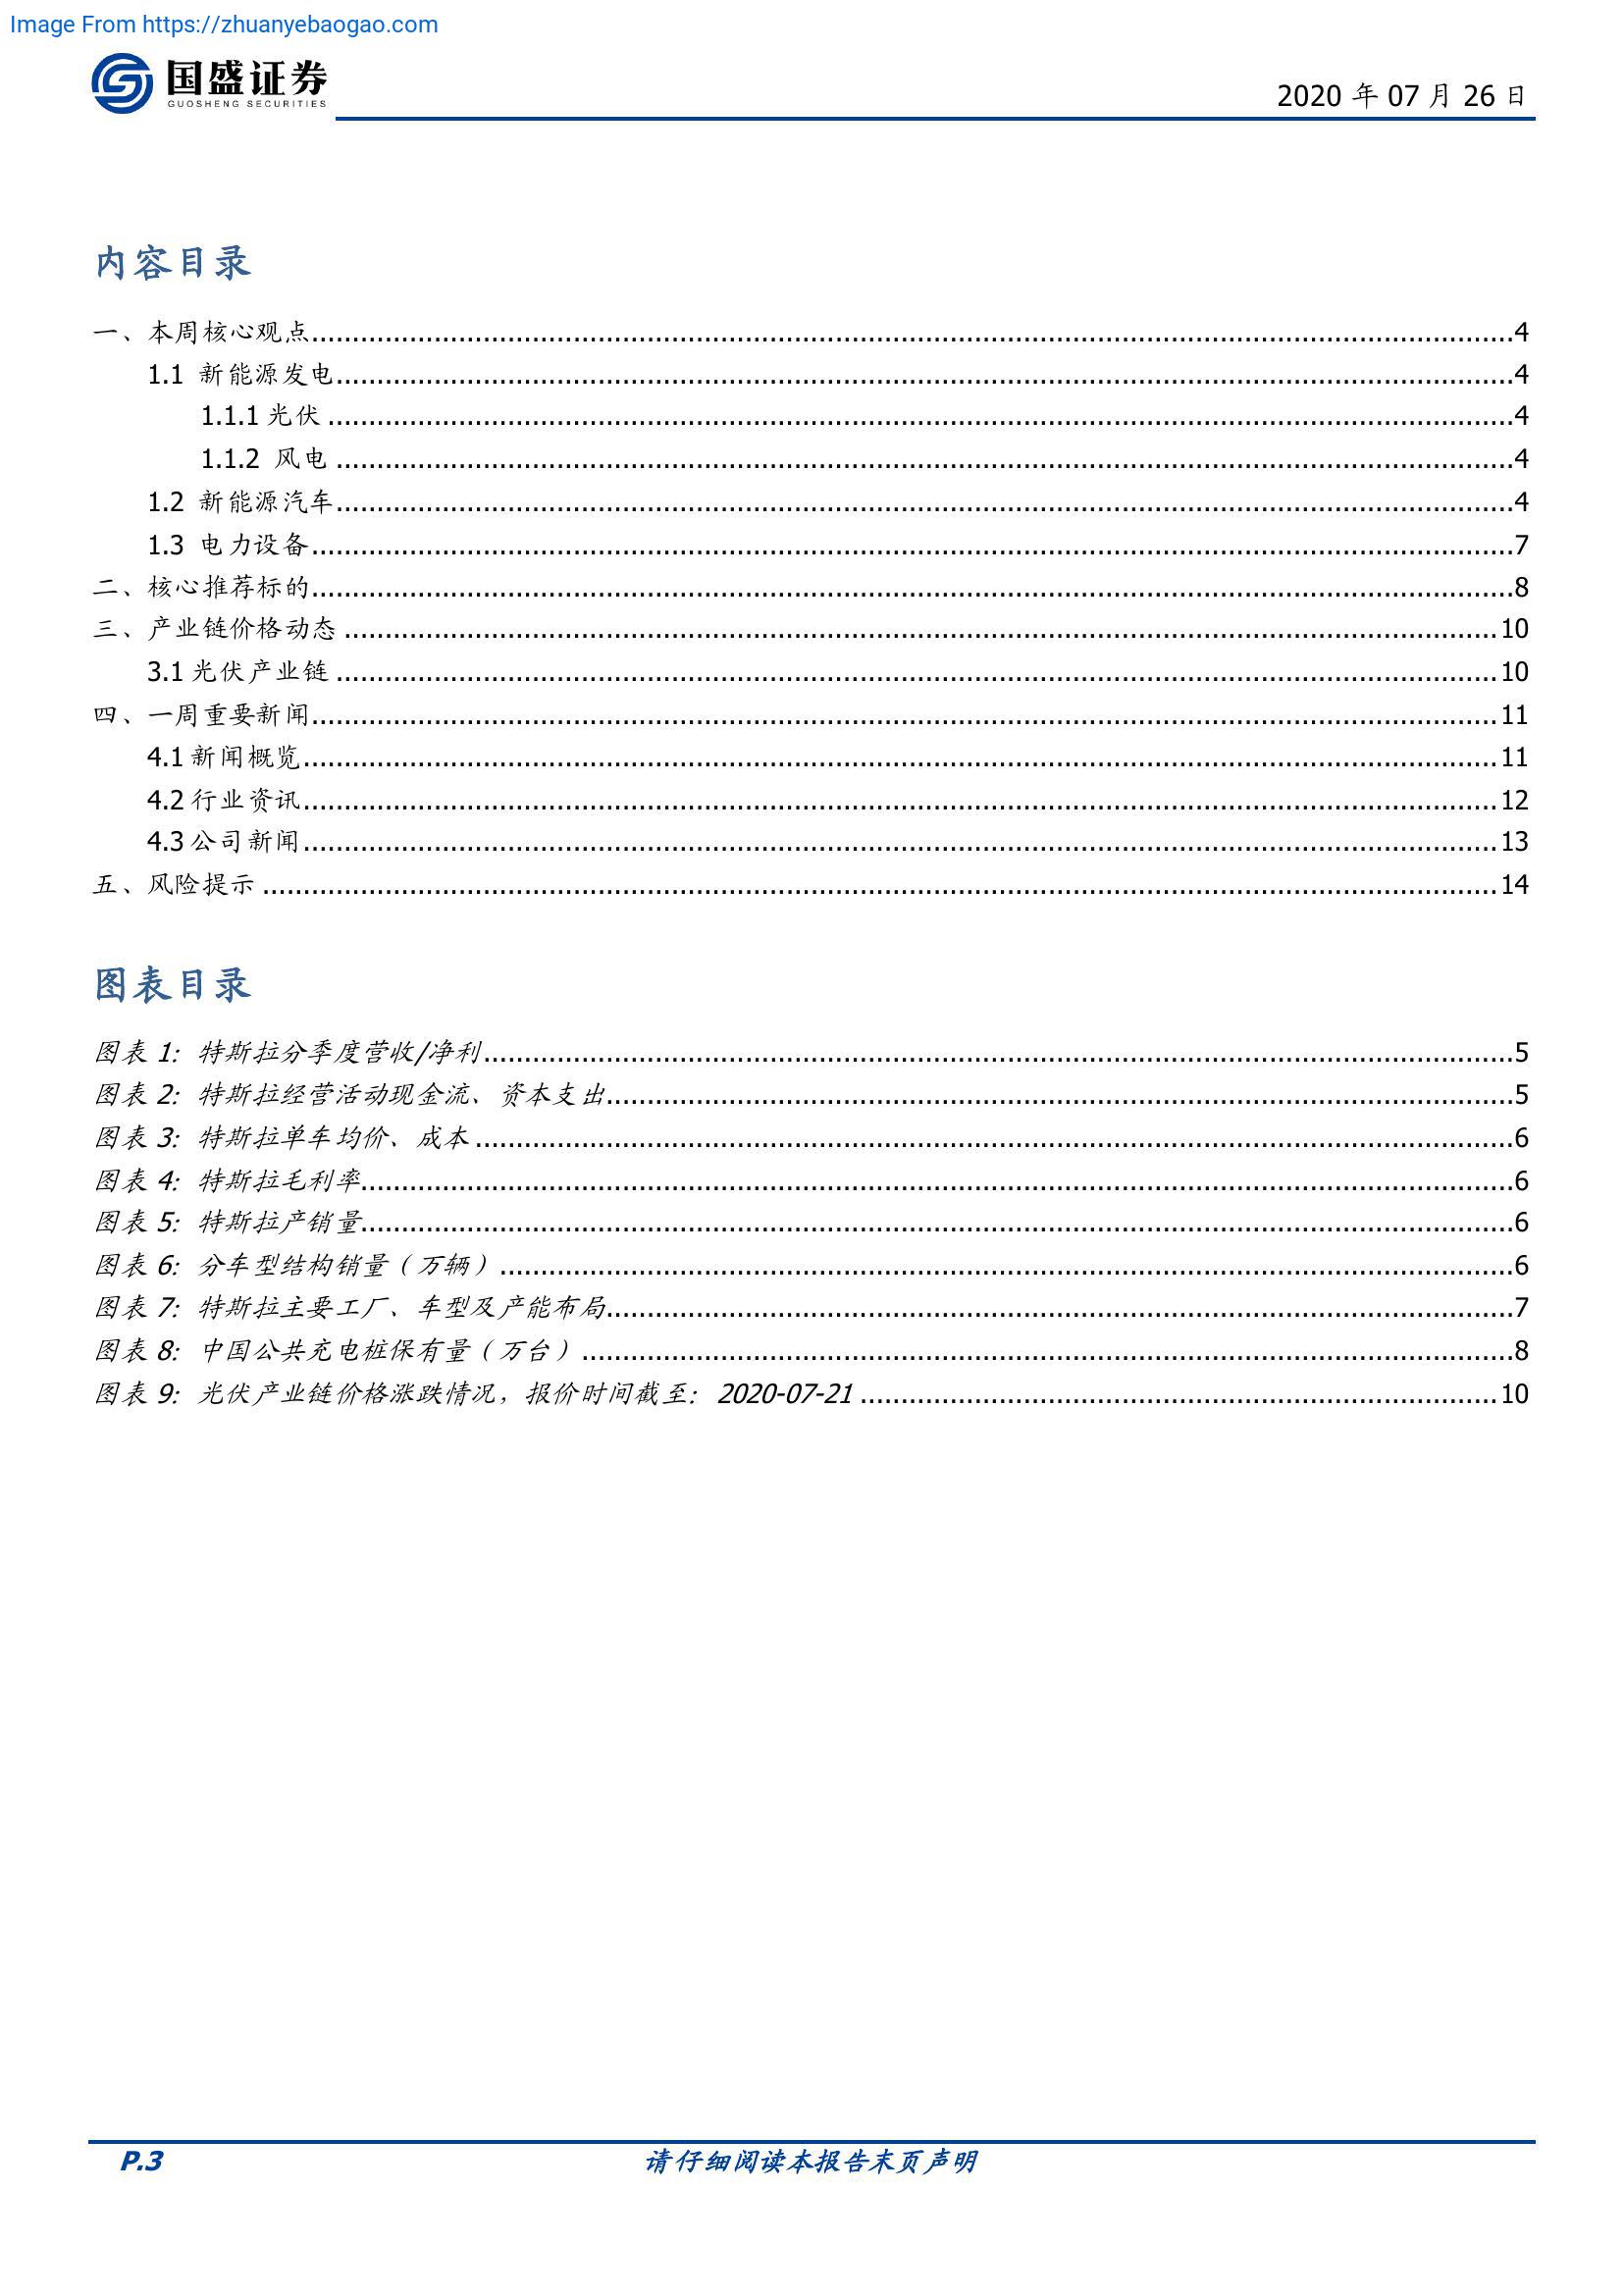 Image From https://zhuanyebaogao.com
国盛证券
GUOSHENG SECURITIES
2020 年 07 月 26 日
内容目录
一、本周核心观点........................................4
1.1 新能源发电........................................4
1.1.1 光伏 ........................................4
1.1.2 风电 ........................................4
1.2 新能源汽车........................................4
1.3 电力设备........................................7
二、核心推荐标的........................................8
三、产业链价格动态 ........................................10
3.1 光伏产业链 ........................................10
四、一周重要新闻........................................11
4.1 新闻概览........................................11
4.2 行业资讯........................................12
4.3 公司新闻........................................13
五、风险提示 ........................................14
图表目录
图表 1: 特斯拉分季度营收/净利........................................5
图表 2: 特斯拉经营活动现金流、资本支出........................................5
图表 3: 特斯拉单车均价、成本 ........................................6
图表 4: 特斯拉毛利率........................................6
图表 5: 特斯拉产销量........................................6
图表 6: 分车型结构销量（万辆）........................................6
图表 7: 特斯拉主要工厂、车型及产能布局........................................7
图表 8: 中国公共充电桩保有量（万台）........................................8
图表 9: 光伏产业链价格涨跌情况，报价时间截至: 2020-07-21 ........................................10
P.3
请仔细阅读本报告末页声明